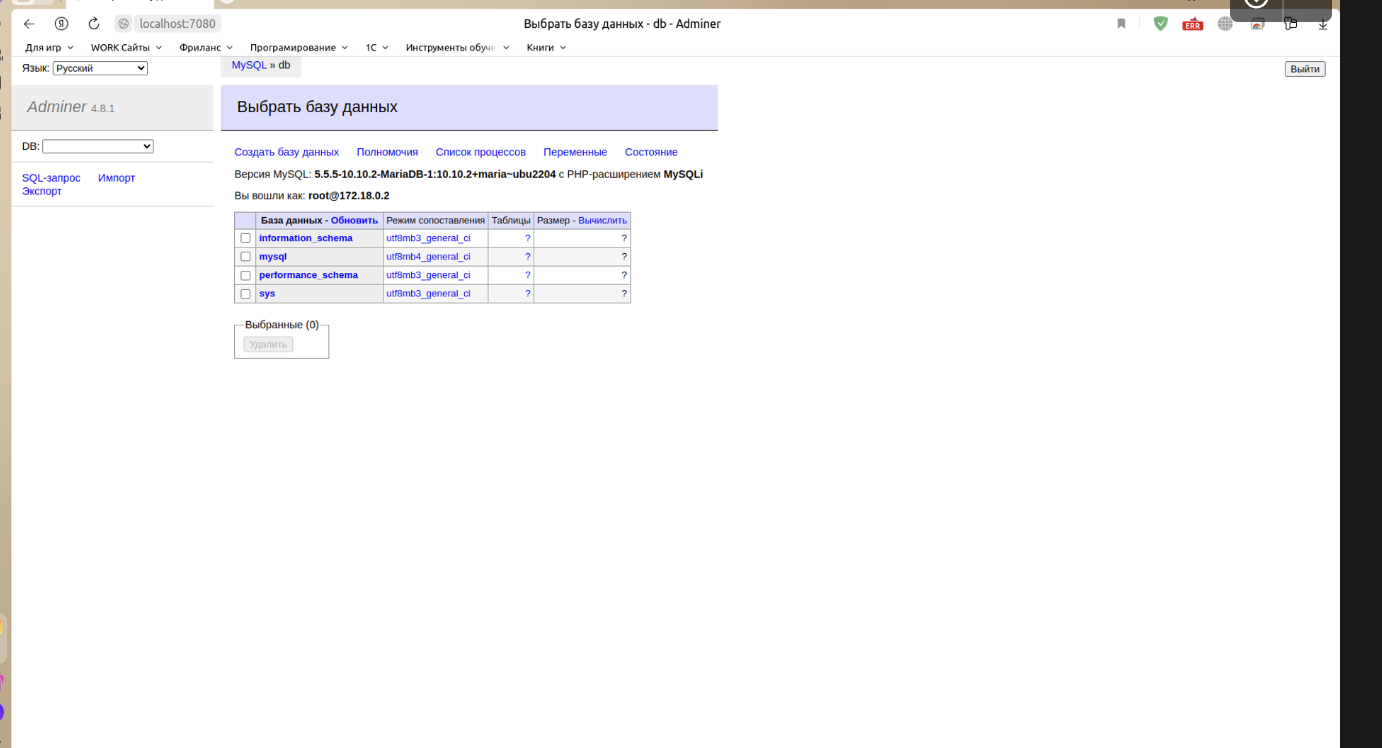 localhost:7080
Выбрать базу данных - db - Adminer
ERR
Для игр
WORK Сайты
Фриланс
Програмирование
1С
Инструменты обуче
Книги
Язык: Русский
MySQL » db
Выйти
Adminer 4.8.1
Выбрать базу данных
DB:
SQL-запрос Импорт
Экспорт
Создать базу данных Полномочия Список процессов Переменные Состояние
Версия MySQL: 5.5.5-10.10.2-MariaDB-1:10.10.2+maria~ubu2204 с PHP-расширением MySQLi
Вы вошли как: root@172.18.0.2
База данных - Обновить Режим сопоставления Таблицы Размер - Вычислить
information_schema utf8mb3_general_ci ? ?
mysql utf8mb4_general_ci ? ?
performance_schema utf8mb3_general_ci ? ?
sys utf8mb3_general_ci ? ?
Выбранные (0)
Удалить